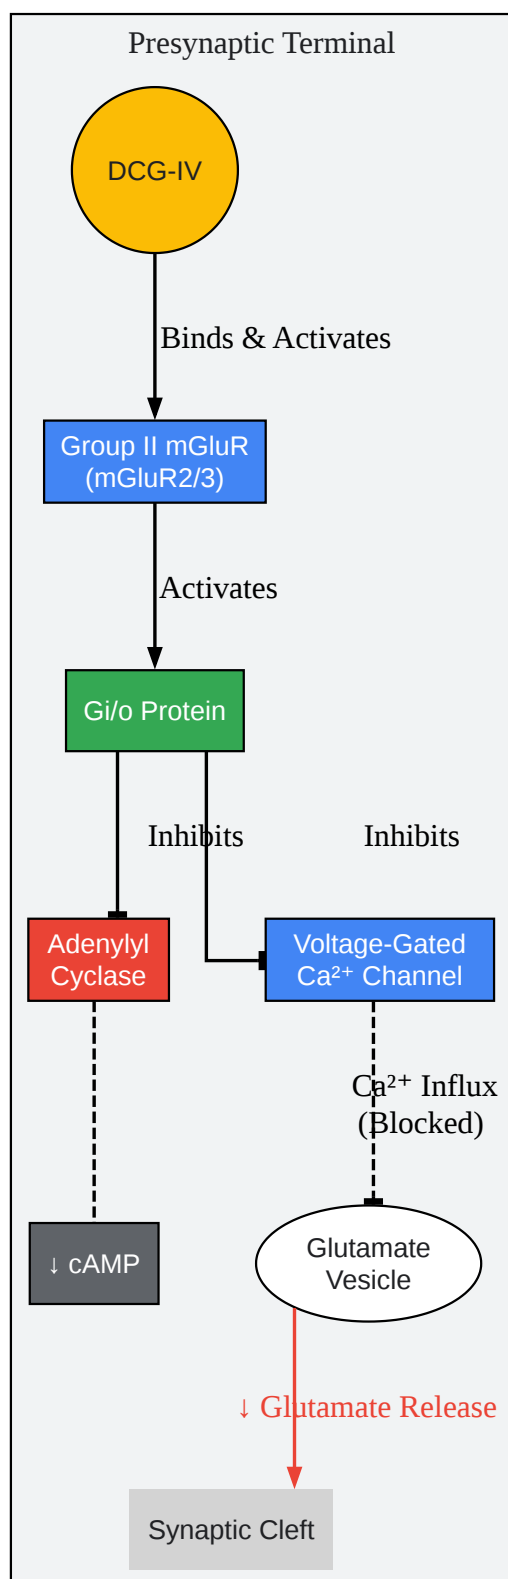 Presynaptic Terminal
DCG-IV
Binds & Activates
Group II mGluR
(mGluR2/3)
Activates
Gi/o Protein
Inhibits
Inhibits
Adenylyl
Cyclase
Voltage-Gated
Ca²⁺ Channel
Ca²⁺ Influx
(Blocked)
↓ cAMP
Glutamate
Vesicle
↓ Glutamate Release
Synaptic Cleft